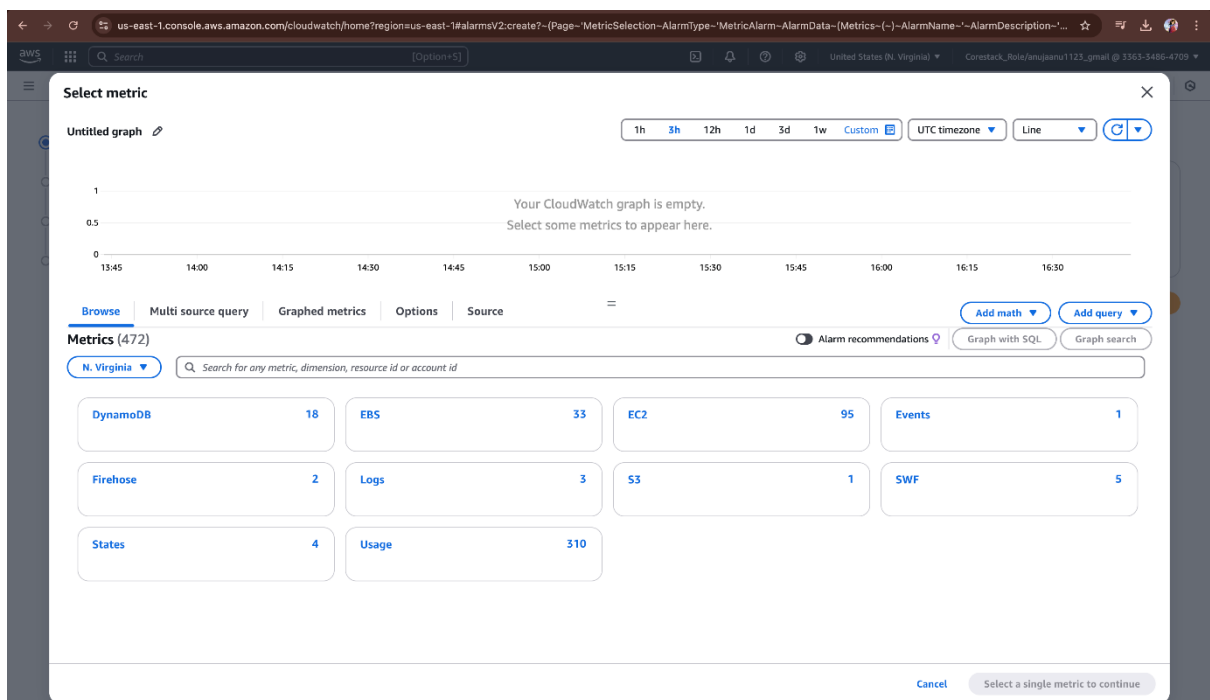 us-east-1.console.aws.amazon.com/cloudwatch/home?region=us-east-1#alarmsV2:create?~(Page~'MetricSelection~AlarmType~'MetricAlarm~AlarmData~(Metrics~(~)~AlarmName~'~AlarmDescription~'...
aws Search [Option+S] United States (N. Virginia) Corestack_Role/anujaanu1123_gmail @ 3363-3486-4709
Select metric
Untitled graph 1h 3h 12h 1d 3d 1w Custom UTC timezone Line
1
Your CloudWatch graph is empty.
0.5
Select some metrics to appear here.
0
13:45 14:00 14:15 14:30 14:45 15:00 15:15 15:30 15:45 16:00 16:15 16:30
Browse Multi source query Graphed metrics Options Source Add math Add query
Metrics (472) Alarm recommendations Graph with SQL Graph search
N. Virginia Search for any metric, dimension, resource id or account id
DynamoDB 18 EBS 33 EC2 95 Events 1
Firehose 2 Logs 3 S3 1 SWF 5
States 4 Usage 310
Cancel Select a single metric to continue